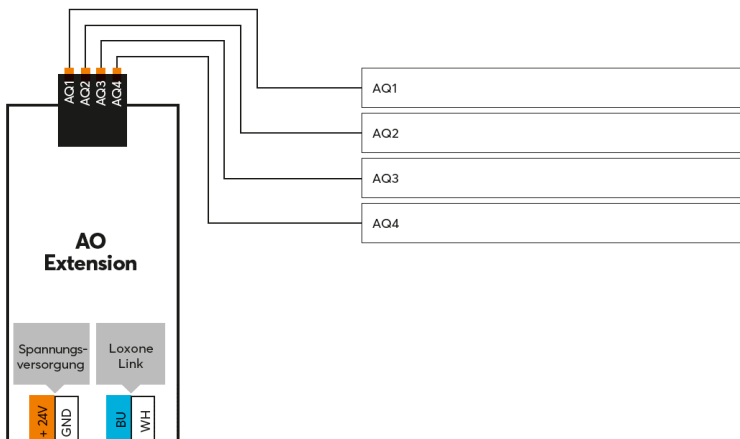 AQ1
AQ2
AQ3
AQ4
AQ1
AQ2
AQ3
AQ4
AO
Extension
Spannungs-
versorgung
Loxone
Link
+ 24V
GND
BU
WH